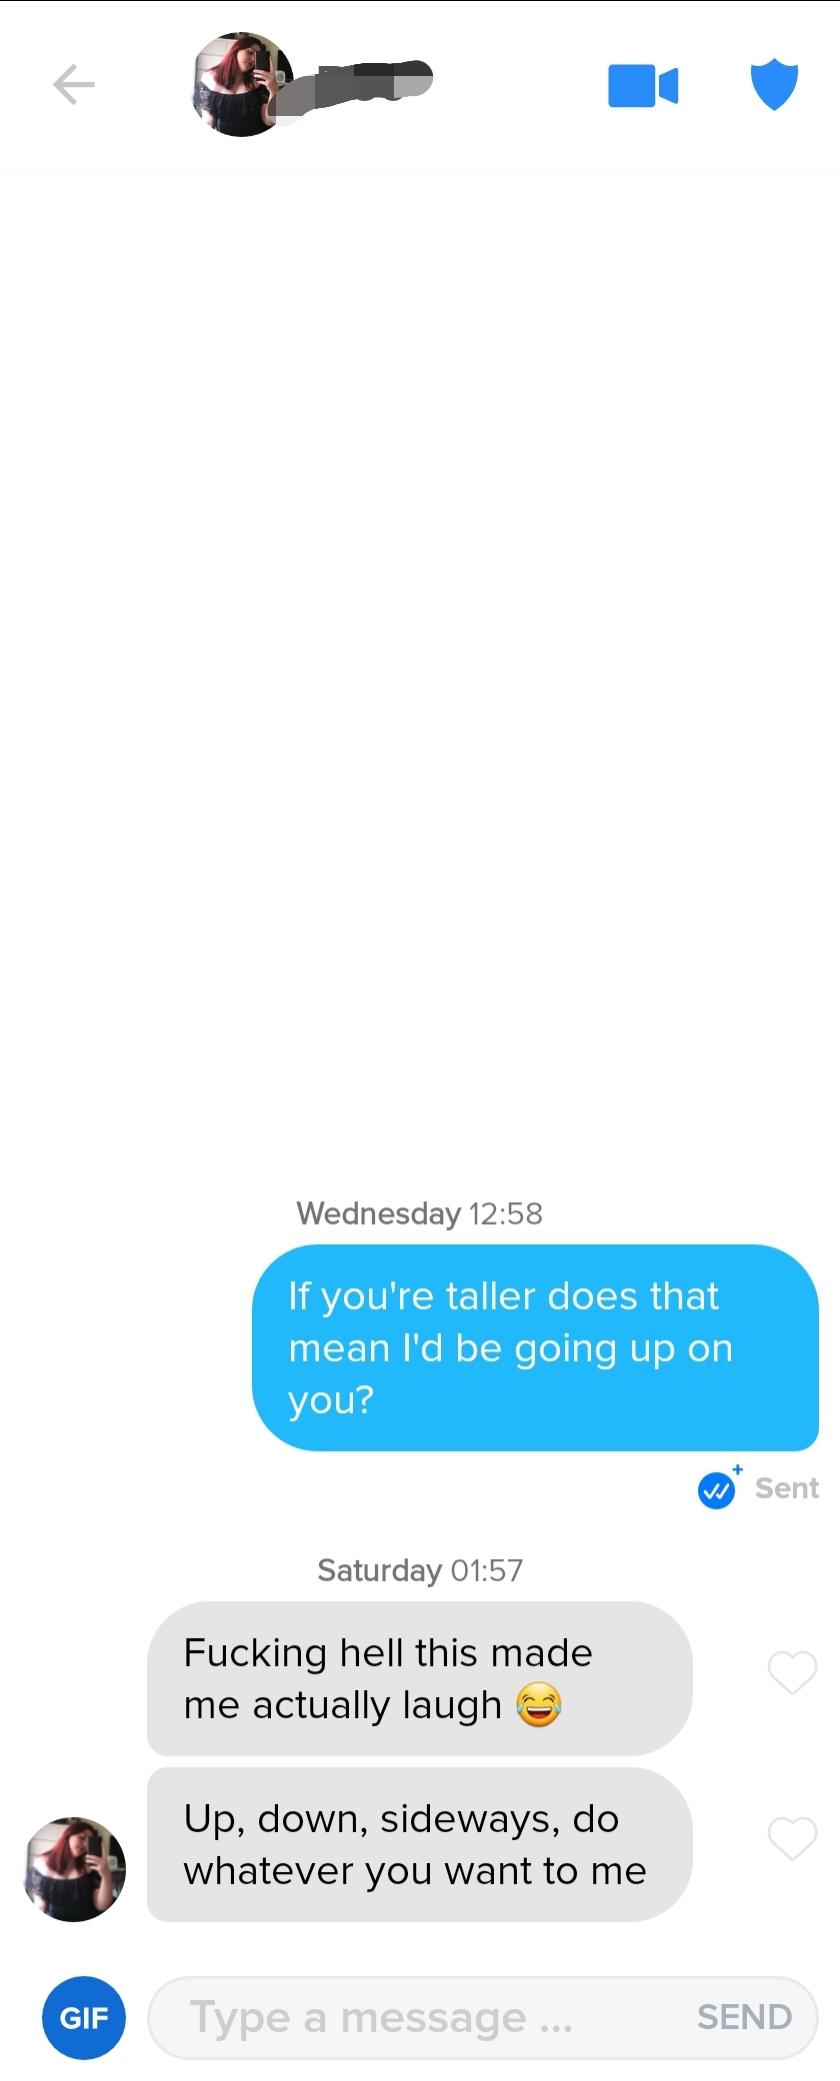 Wednesday 12:58
If you're taller does that
mean I'd be going up on
you?
Sent
Saturday 01:57
Fucking hell this made
me actually laugh 😂
Up, down, sideways, do
whatever you want to me
GIF
Type a message ...
SEND